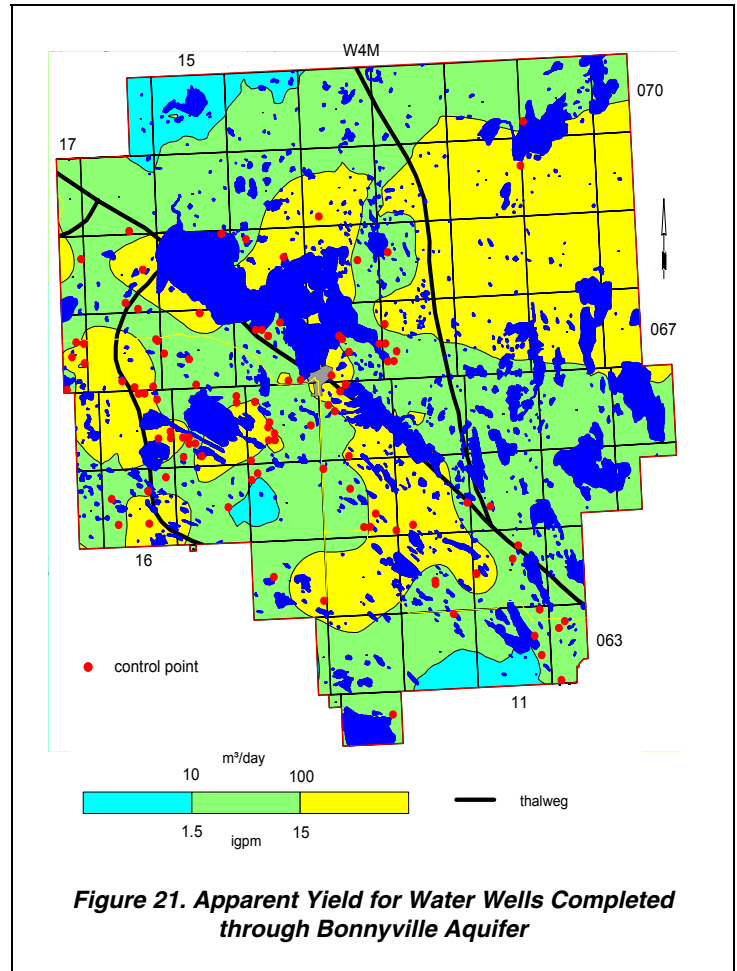 W4M
15
070
17
067
16
063
control point
11
m³/day
10 100
thalweg
1.5 15
igpm
Figure 21. Apparent Yield for Water Wells Completed
through Bonnyville Aquifer